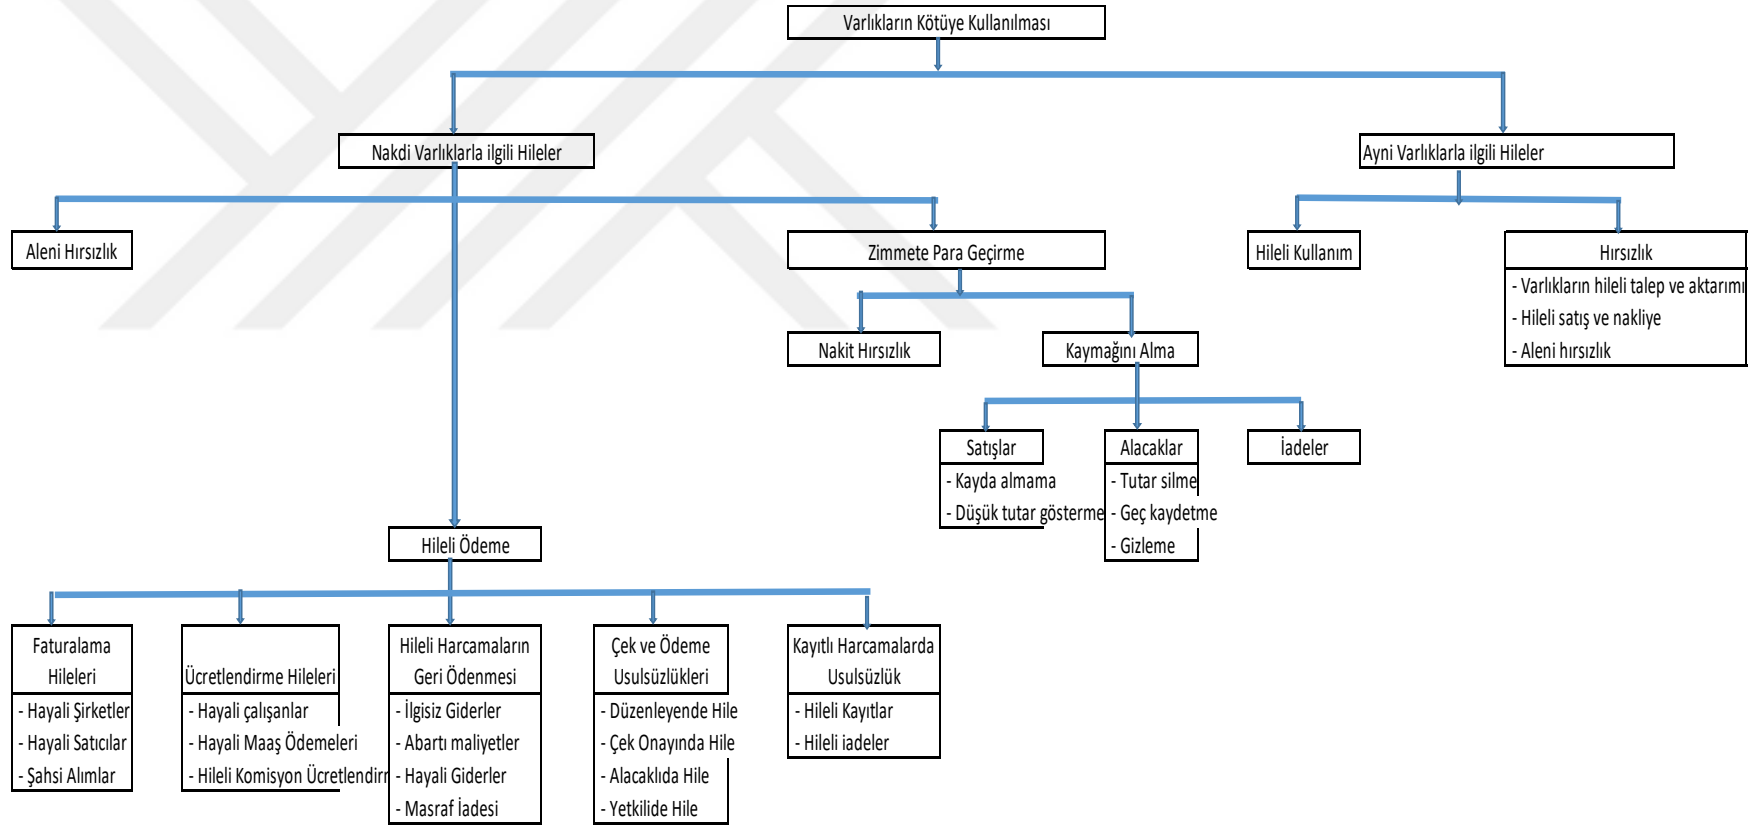 Varlıkların Kötüye Kullanılması
Nakdi Varlıklarla ilgili Hileler
Ayni Varlıklarla ilgili Hileler
Aleni Hırsızlık
Zimmete Para Geçirme
Hileli Kullanım
Hırsızlık
- Varlıkların hileli talep ve aktarımı
- Hileli satış ve nakliye
- Aleni hırsızlık
Nakit Hırsızlık
Kaymağını Alma
Satışlar
- Kayda almama
- Düşük tutar gösterme
Alacaklar
- Tutar silme
- Geç kaydetme
- Gizleme
İadeler
Hileli Ödeme
Faturalama
Hileleri
- Hayali Şirketler
- Hayali Satıcılar
- Şahsi Alımlar
Ücretlendirme Hileleri
- Hayali çalışanlar
- Hayali Maaş Ödemeleri
- Hileli Komisyon
Hileli Harcamaların
Geri Ödenmesi
- İlgisiz Giderler
- Abartı maliyetler
- Hayali Giderler
- Masraf İadesi
Çek ve Ödeme
Usulsüzlükleri
- Düzenleyende Hile
- Çek Onayında Hile
- Alacaklıda Hile
- Yetkilide Hile
Kayıtlı Harcamalarda
Usulsüzlük
- Hileli Kayıtlar
- Hileli iadeler